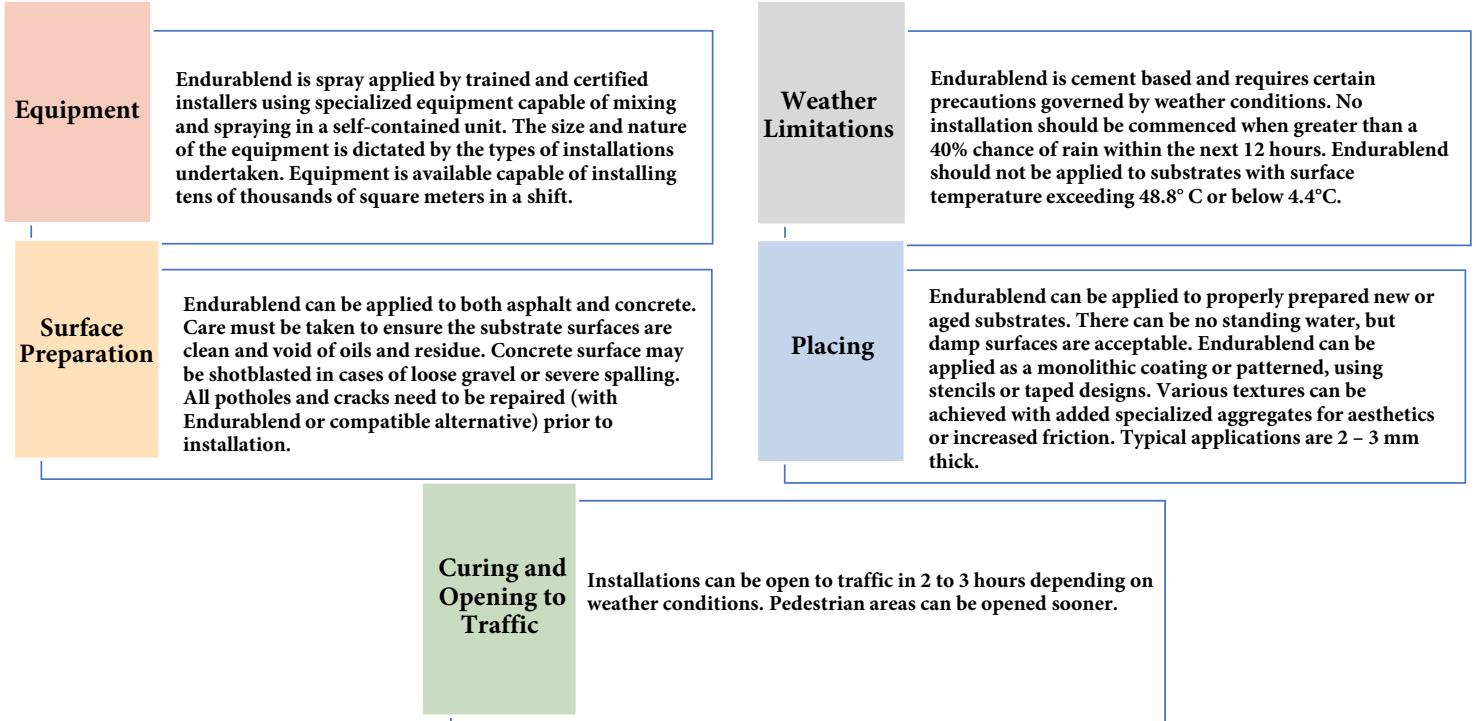 Equipment
Endurablend is spray applied by trained and certified
installers using specialized equipment capable of mixing
and spraying in a self-contained unit. The size and nature
of the equipment is dictated by the types of installations
undertaken. Equipment is available capable of installing
tens of thousands of square meters in a shift.
Weather
Limitations
Endurablend is cement based and requires certain
precautions governed by weather conditions. No
installation should be commenced when greater than a
40% chance of rain within the next 12 hours. Endurablend
should not be applied to substrates with surface
temperature exceeding 48.8° C or below 4.4°C.
Surface
Preparation
Endurablend can be applied to both asphalt and concrete.
Care must be taken to ensure the substrate surfaces are
clean and void of oils and residue. Concrete surface may
be shotblasted in cases of loose gravel or severe spalling.
All potholes and cracks need to be repaired (with
Endurablend or compatible alternative) prior to
installation.
Placing
Endurablend can be applied to properly prepared new or
aged substrates. There can be no standing water, but
damp surfaces are acceptable. Endurablend can be
applied as a monolithic coating or patterned, using
stencils or taped designs. Various textures can be
achieved with added specialized aggregates for aesthetics
or increased friction. Typical applications are 2 – 3 mm
thick.
Curing and
Opening to
Traffic
Installations can be open to traffic in 2 to 3 hours depending on
weather conditions. Pedestrian areas can be opened sooner.